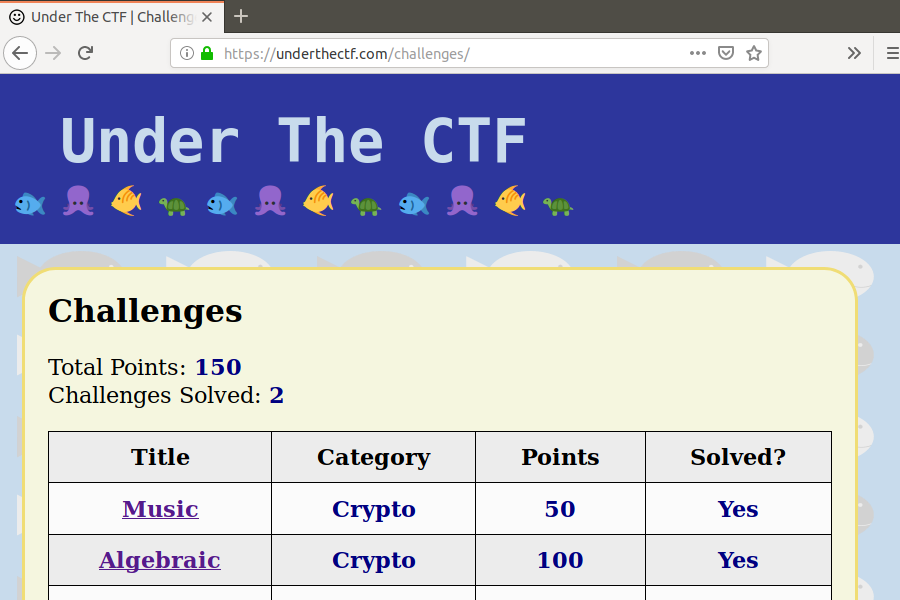 Under The CTF | Challeng
https://underthectf.com/challenges/
Under The CTF
Challenges
Total Points: 150
Challenges Solved: 2
Title Category Points Solved?
Music Crypto 50 Yes
Algebraic Crypto 100 Yes